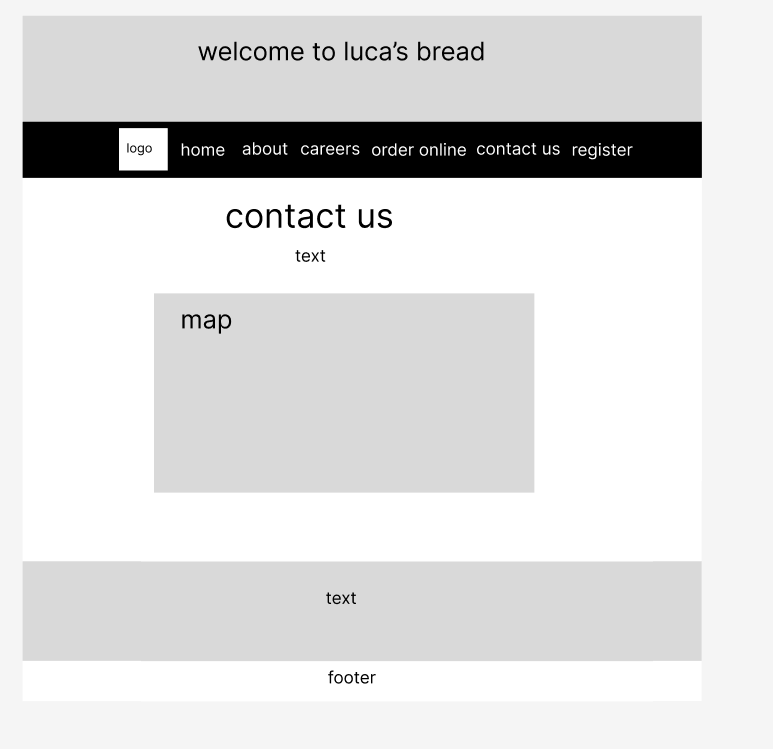 welcome to luca’s bread
logo home about careers order online contact us register
contact us
text
map
text
footer